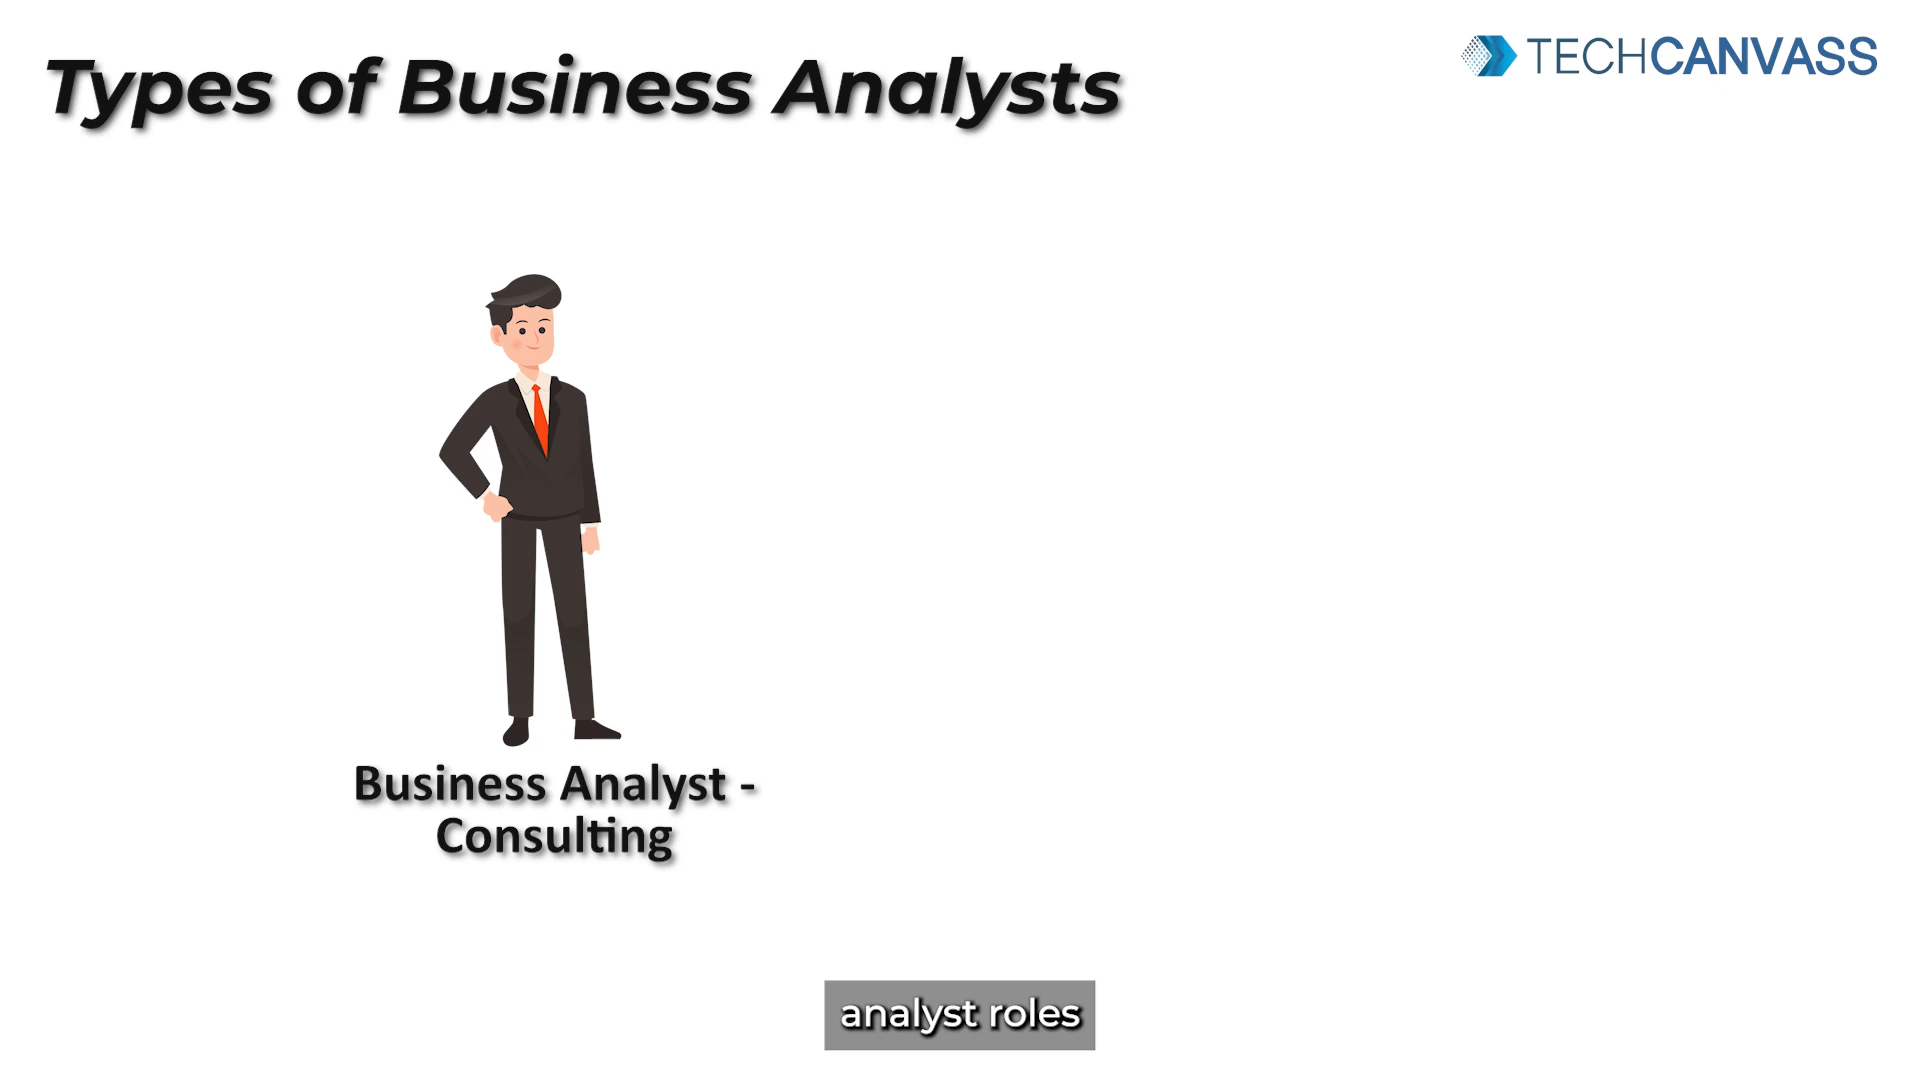 Types of Business Analysts
TECHCANVASS
Business Analyst -
Consulting
analyst roles